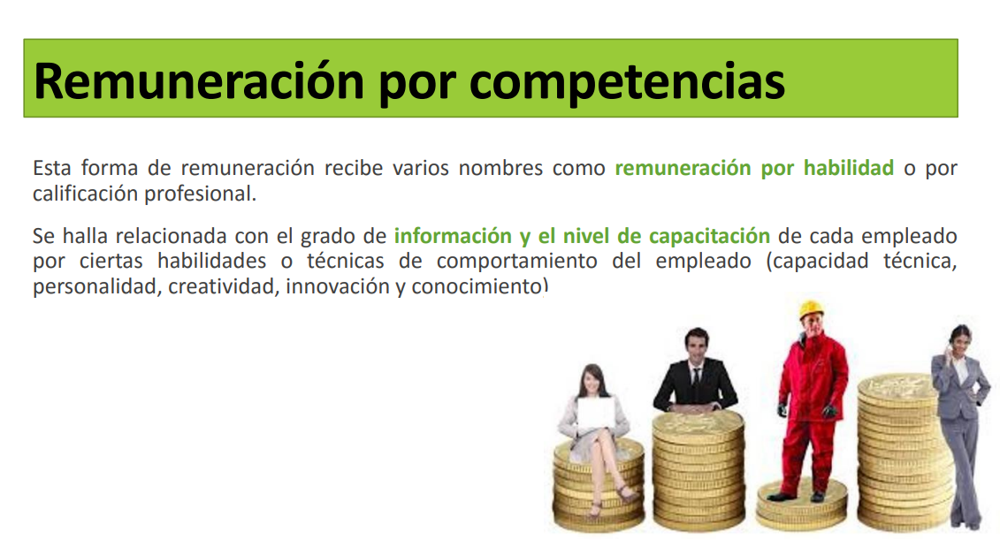 Remuneración por competencias
Esta forma de remuneración recibe varios nombres como remuneración por habilidad o por
calificación profesional.
Se halla relacionada con el grado de información y el nivel de capacitación de cada empleado
por ciertas habilidades o técnicas de comportamiento del empleado (capacidad técnica,
personalidad, creatividad, innovación y conocimiento)